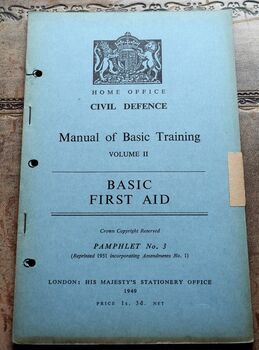 HOME OFFICE
CIVIL DEFENCE
Manual of Basic Training
VOLUME II
BASIC
FIRST AID
Crown Copyright Reserved
PAMPHLET No. 3
(Reprinted 1951 incorporating Amendments No. 1)
LONDON: HIS MAJESTY'S STATIONERY OFFICE
1949
PRICE 1s. 3d. NET